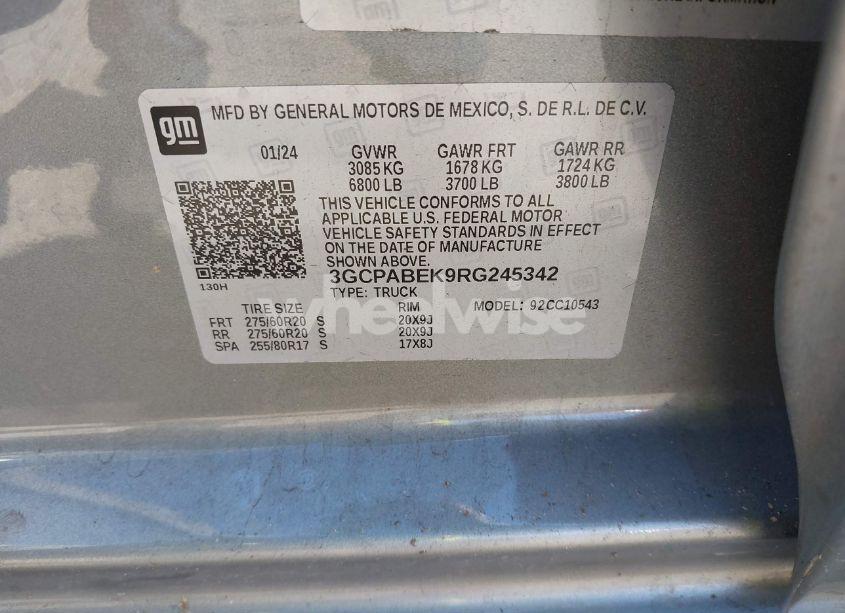 MFD BY GENERAL MOTORS DE MEXICO, S. DE R.L. DE C.V.
gm
01/24 GVWR GAWR FRT GAWR RR
3085 KG 1678 KG 1724 KG
6800 LB 3700 LB 3800 LB
THIS VEHICLE CONFORMS TO ALL
APPLICABLE U.S. FEDERAL MOTOR
VEHICLE SAFETY STANDARDS IN EFFECT
ON THE DATE OF MANUFACTURE
SHOWN ABOVE.
130H
3GCPABEK9RG245342
TYPE: TRUCK MODEL: 92CC10543
wheelwise
TIRE SIZE RIM
FRT 275/60R20 S 20X9J
RR 275/60R20 S 20X9J
SPA 255/80R17 S 17X8J